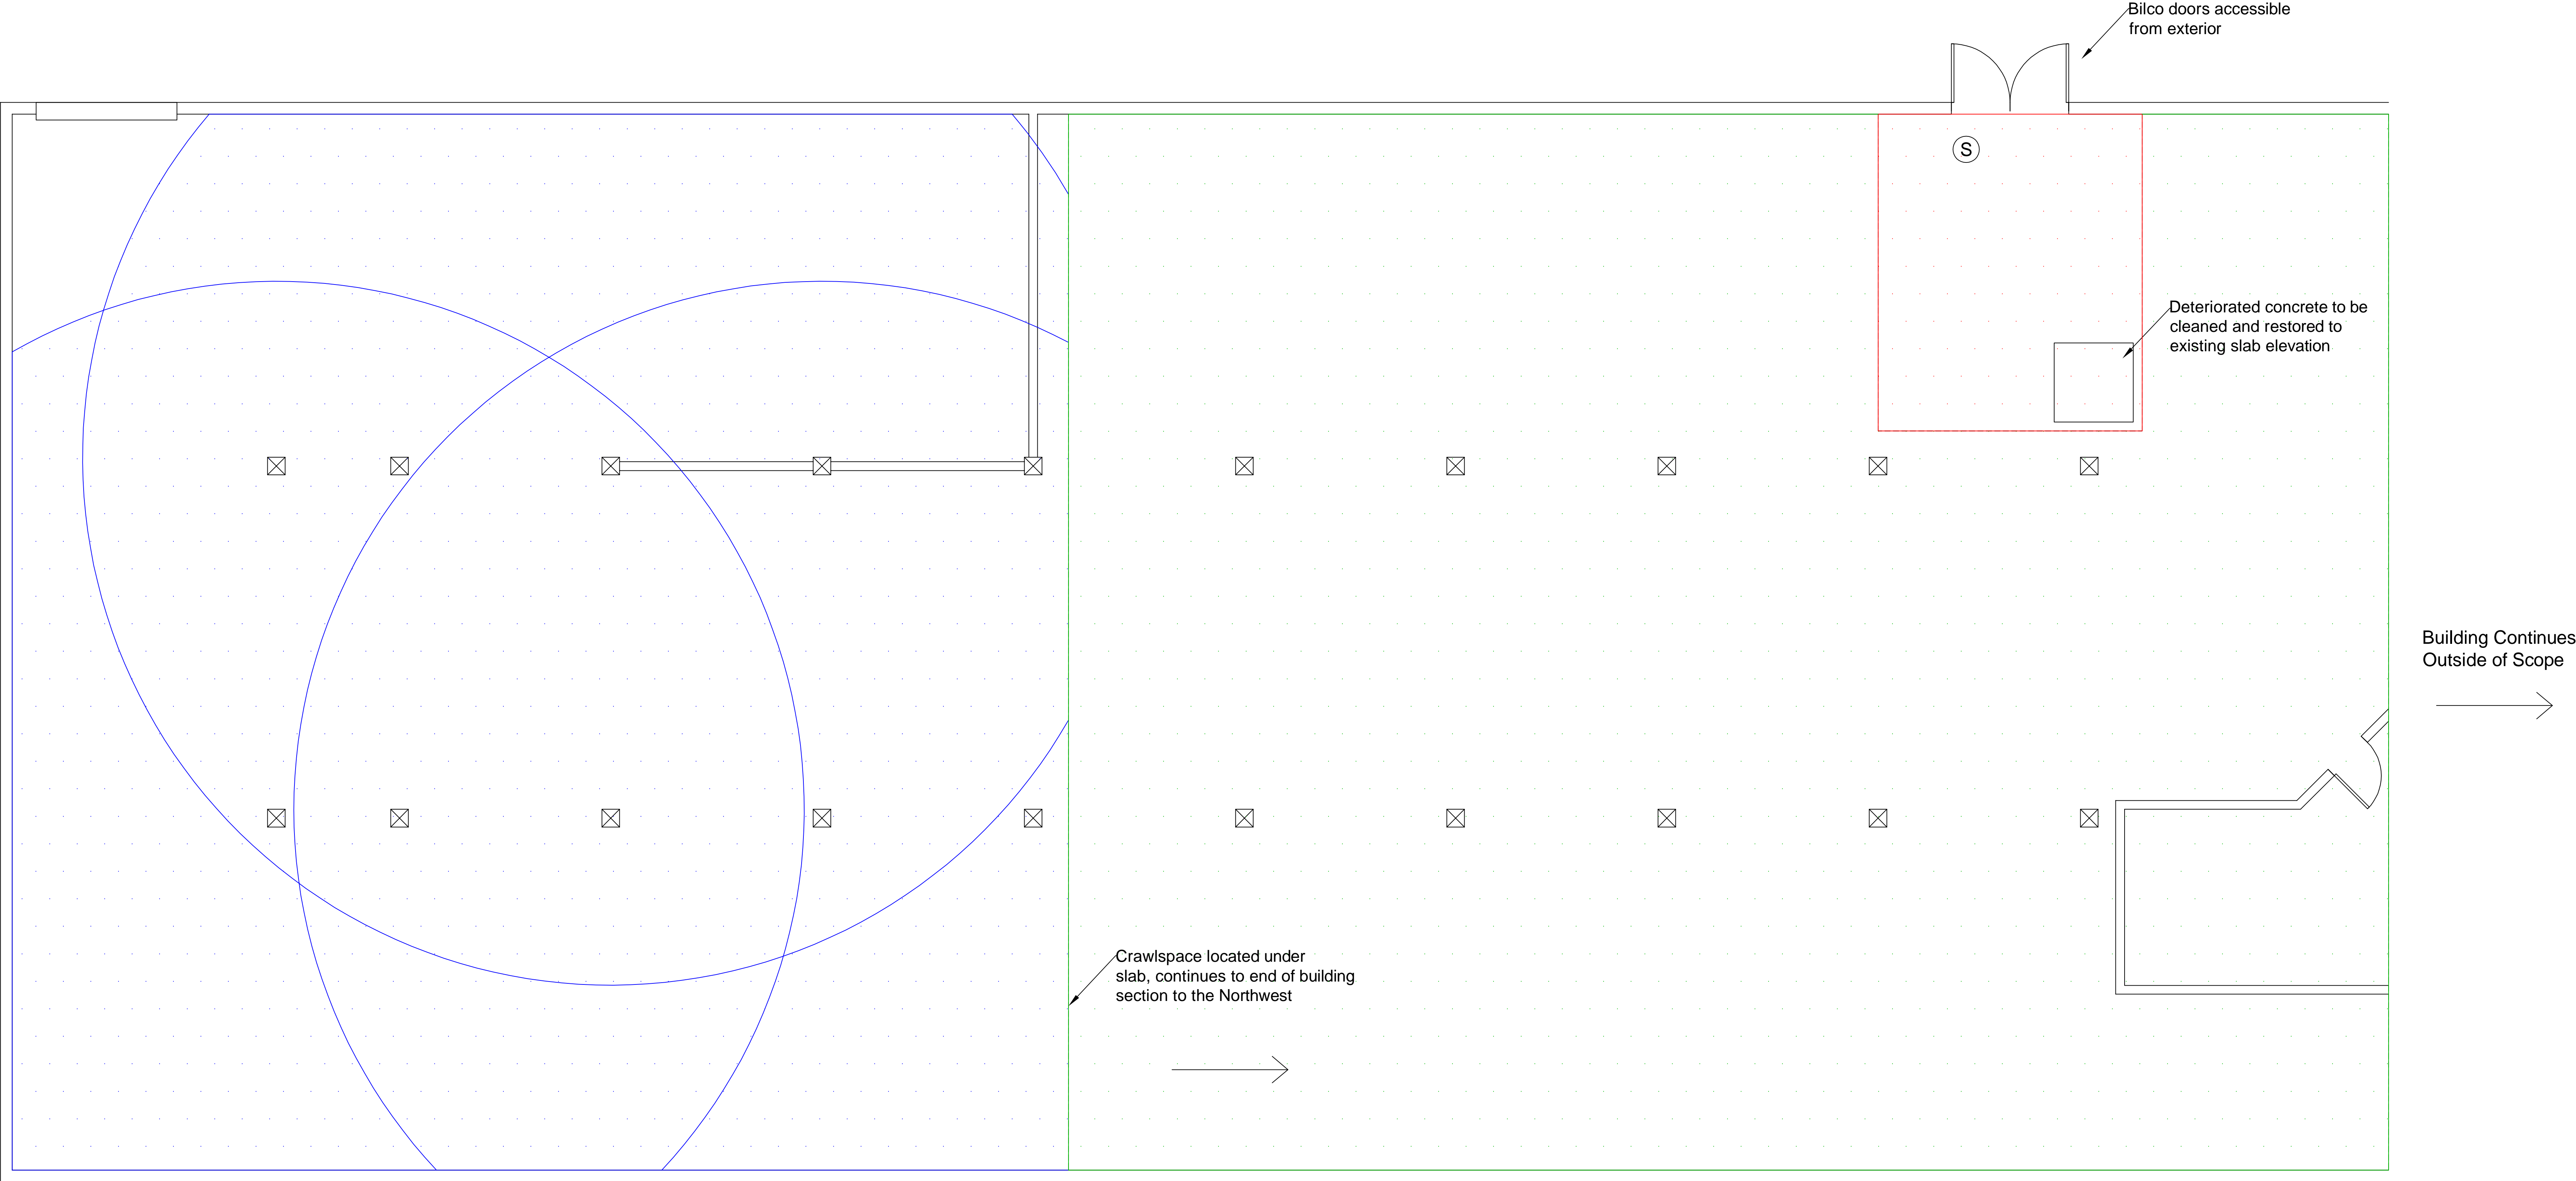 Bilco doors accessible
from exterior
S
Deteriorated concrete to be
cleaned and restored to
existing slab elevation
Building Continues
Outside of Scope
Crawlspace located under
slab, continues to end of building
section to the Northwest